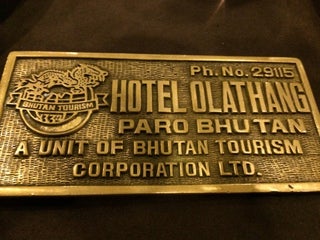 Ph. No. 29115
BHUTAN TOURISM
HOTEL OLATHANG
PARO BHUTAN
A UNIT OF BHUTAN TOURISM
CORPORATION LTD.